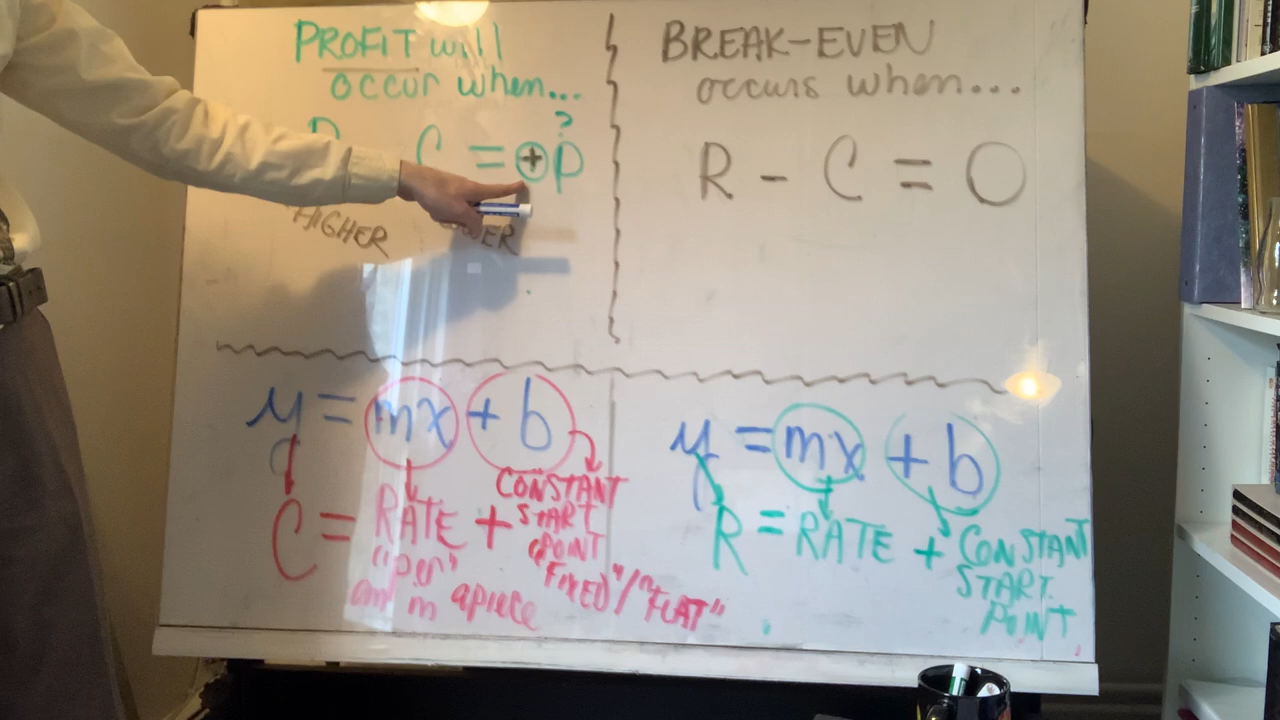 PROFIT will
occur when...
?
C = + P
HIGHER
BREAK-EVEN
occurs when...
R - C = 0
y = mx + b
C = RATE + CONSTANT
START
POINT
"per" "FIXED"/"FLAT"
in apiece
y = mx + b
R = RATE + CONSTANT
START
POINT